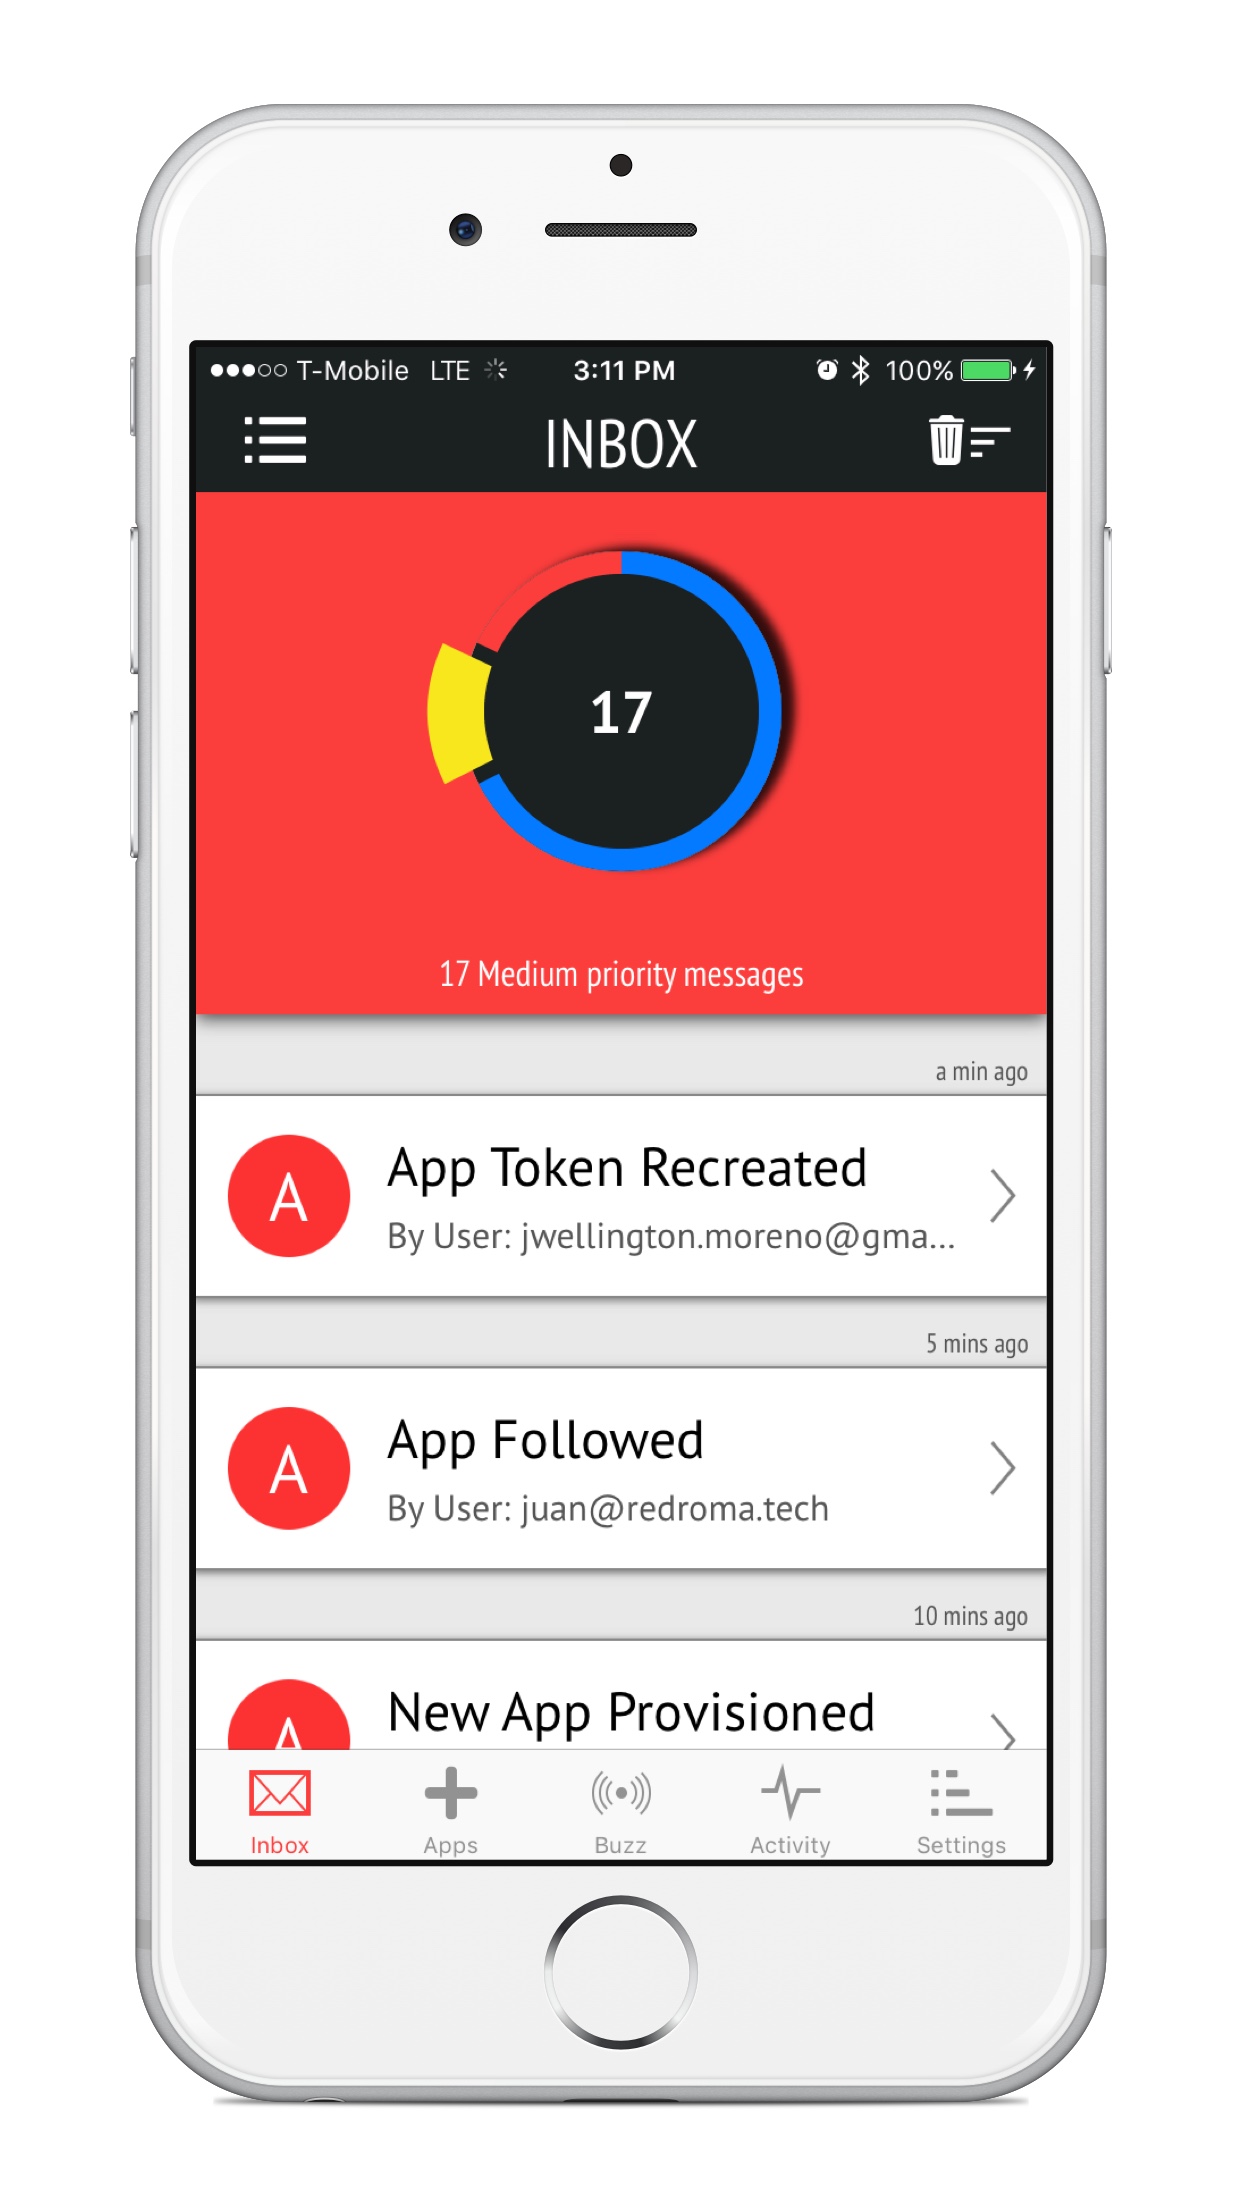 T-Mobile LTE 3:11 PM 100%
INBOX
17
17 Medium priority messages
a min ago
A
App Token Recreated
By User: jwellington.moreno@gma...
5 mins ago
A
App Followed
By User: juan@redroma.tech
10 mins ago
A
New App Provisioned
Inbox Apps Buzz Activity Settings